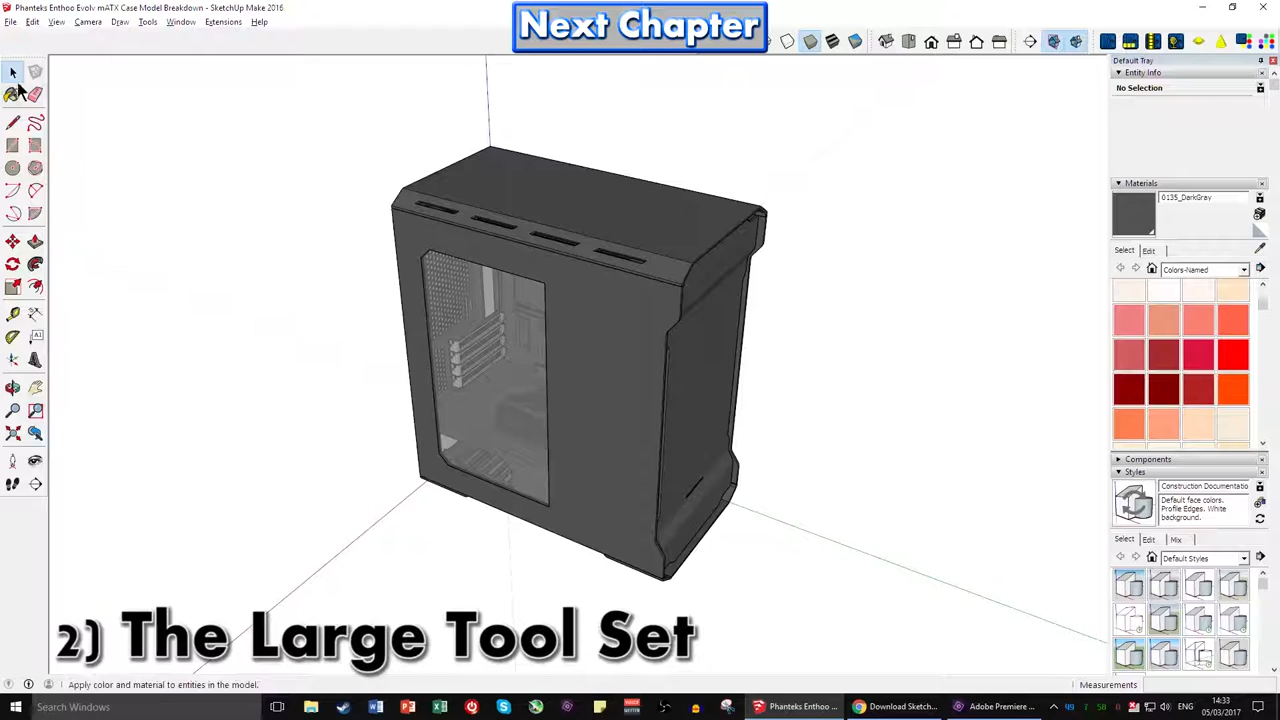 Phanteks Enthoo Evolv mATX Case Model Breakdown - SketchUp Make 2016
File Edit View Camera Draw Tools Window Extensions Help
Next Chapter
Default Tray
Entity Info
No Selection
Materials
0135_DarkGray
Select Edit
Colors-Named
Components
Styles
Construction Documentatio
Default face colors.
Profile Edges. White
background.
Select Edit Mix
Default Styles
2) The Large Tool Set
Apply color and material to entities in the model.
Measurements
Search Windows
Phanteks Enthoo ...
Download Sketch...
Adobe Premiere ...
14:33
05/03/2017